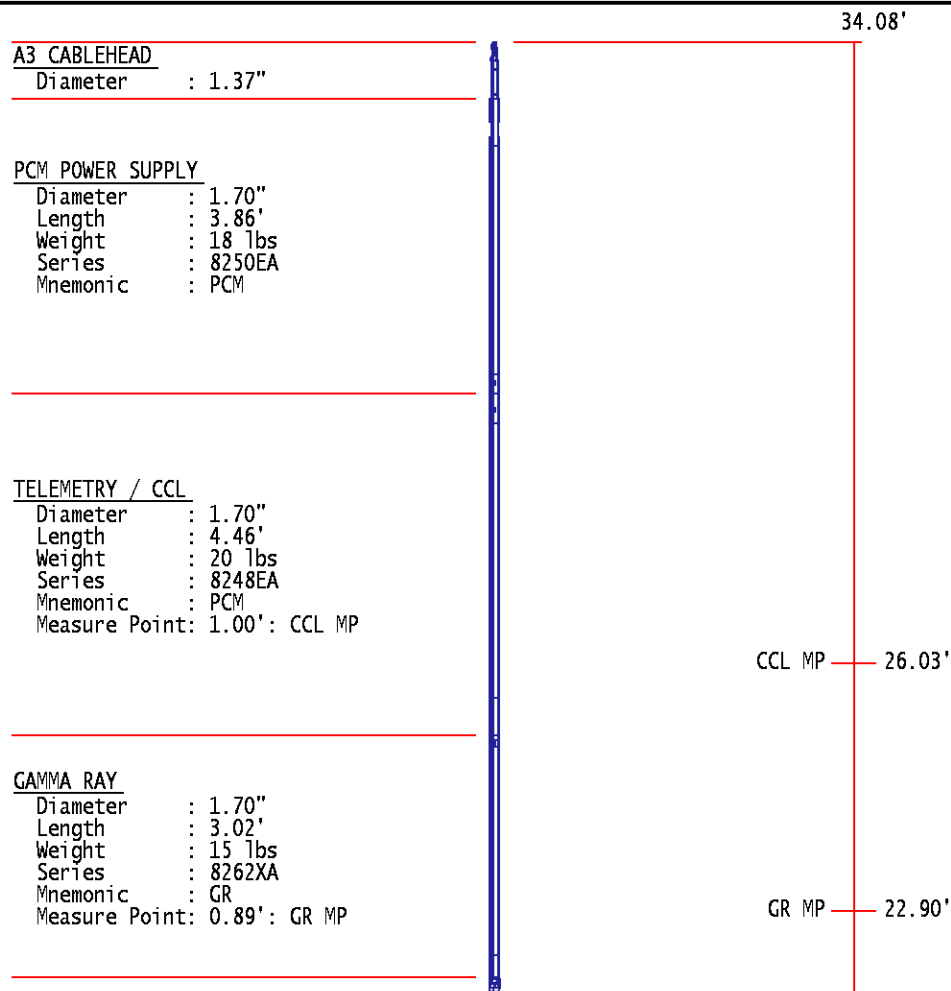 34.08'
A3 CABLEHEAD
Diameter : 1.37"
PCM POWER SUPPLY
Diameter : 1.70"
Length : 3.86'
Weight : 18 lbs
Series : 8250EA
Mnemonic : PCM
TELEMETRY / CCL
Diameter : 1.70"
Length : 4.46'
Weight : 20 lbs
Series : 8248EA
Mnemonic : PCM
Measure Point: 1.00': CCL MP
CCL MP 26.03'
GAMMA RAY
Diameter : 1.70"
Length : 3.02'
Weight : 15 lbs
Series : 8262XA
Mnemonic : GR
Measure Point: 0.89': GR MP
GR MP 22.90'